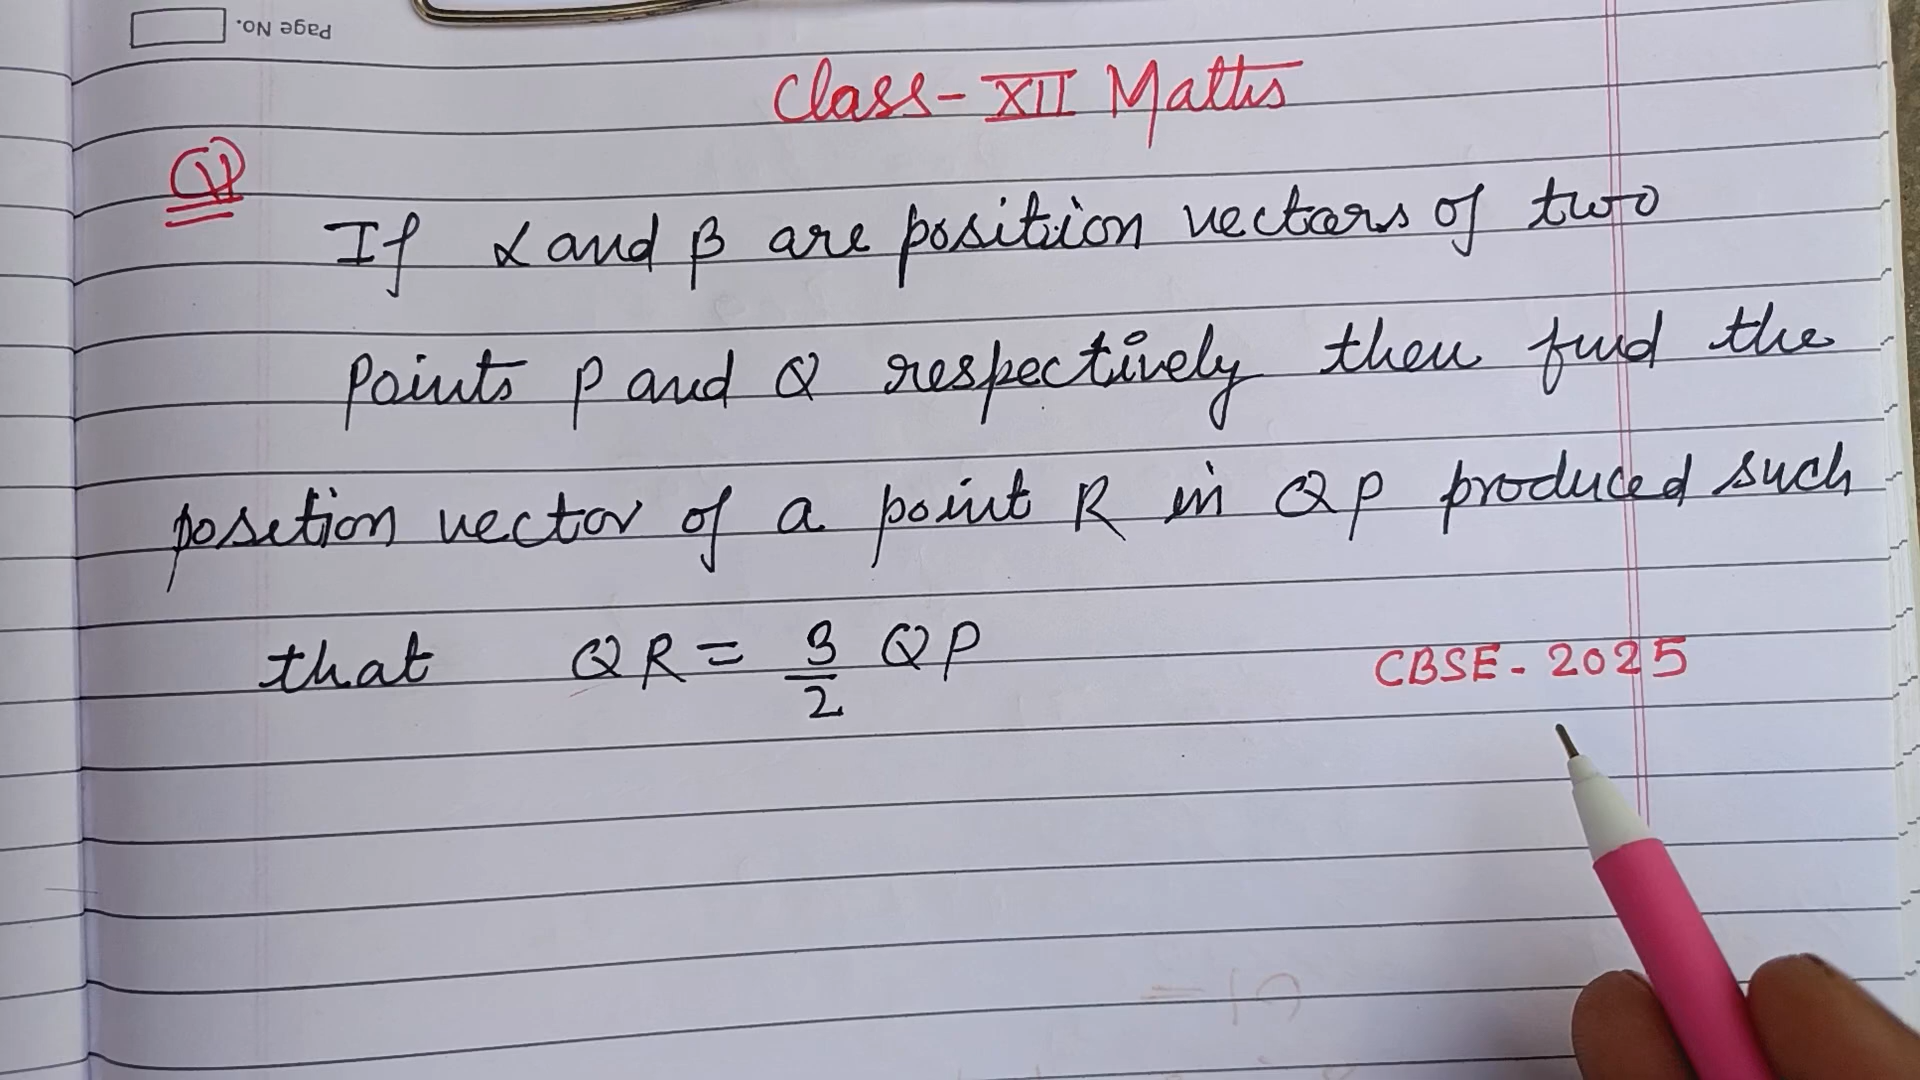 Page No.
Class-XII Maths
Q
If α and β are position vectors of two
points P and Q respectively then find the
position vector of a point R in QP produced such
that QR = 3/2 QP
CBSE-2025